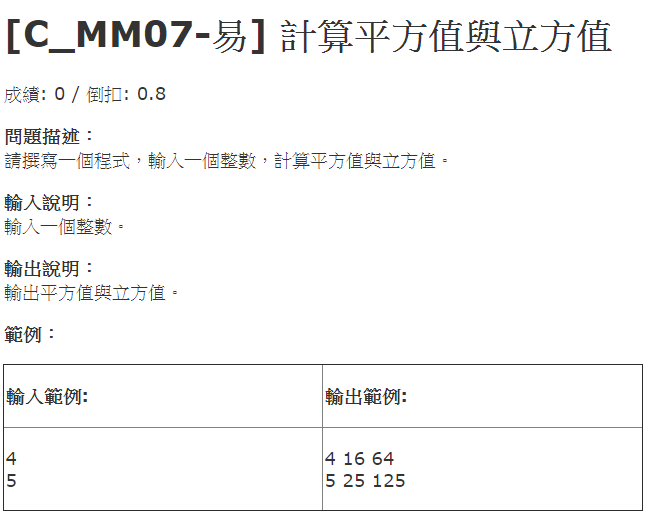 [C_MM07-易] 計算平方值與立方值
成績: 0 / 倒扣: 0.8
問題描述：
請撰寫一個程式，輸入一個整數，計算平方值與立方值。
輸入說明：
輸入一個整數。
輸出說明：
輸出平方值與立方值。
範例：
輸入範例: 輸出範例:
4 4 16 64
5 5 25 125